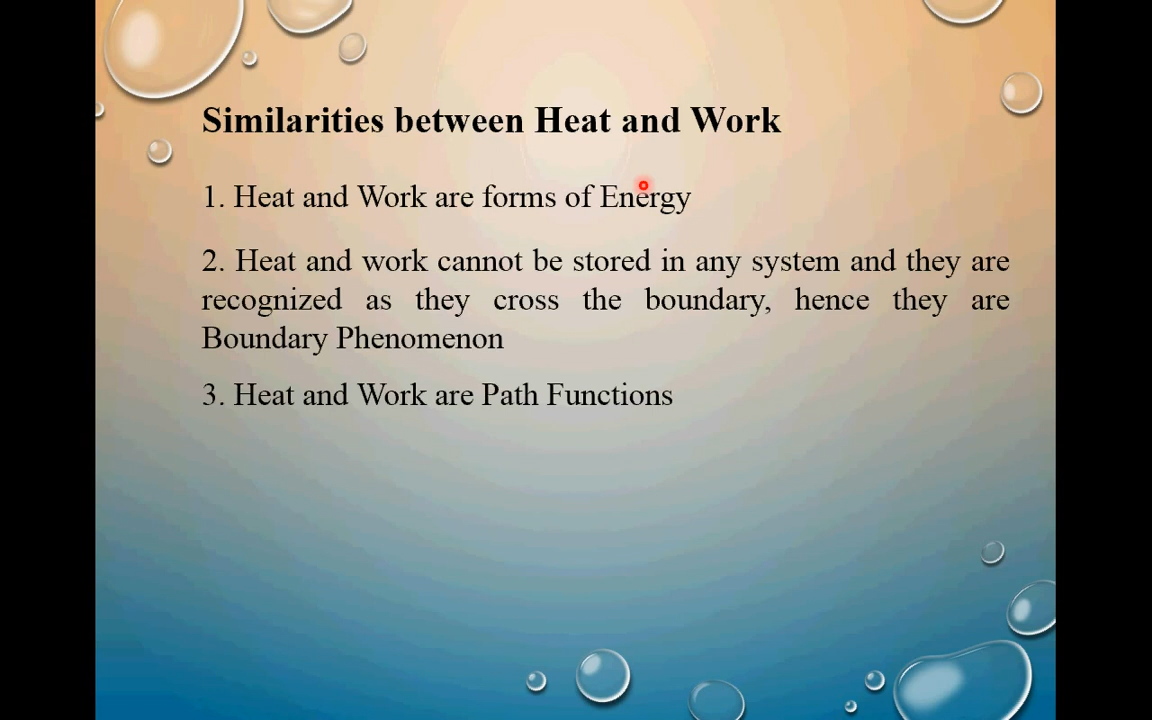 Similarities between Heat and Work
1. Heat and Work are forms of Energy
2. Heat and work cannot be stored in any system and they are
recognized as they cross the boundary, hence they are
Boundary Phenomenon
3. Heat and Work are Path Functions